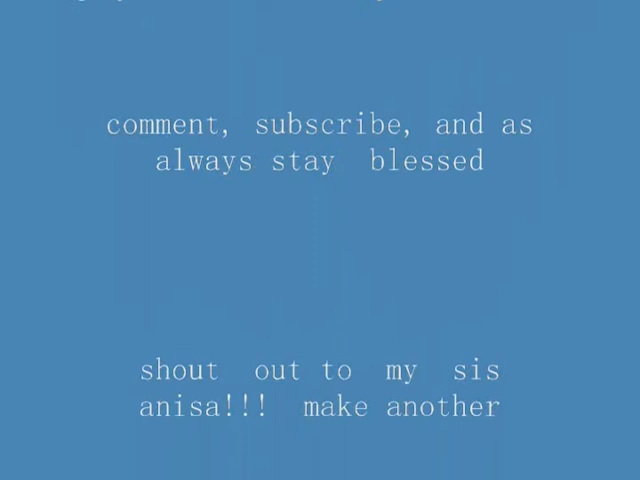 comment, subscribe, and as
always stay blessed
shout out to my sis
anisa!!! make another